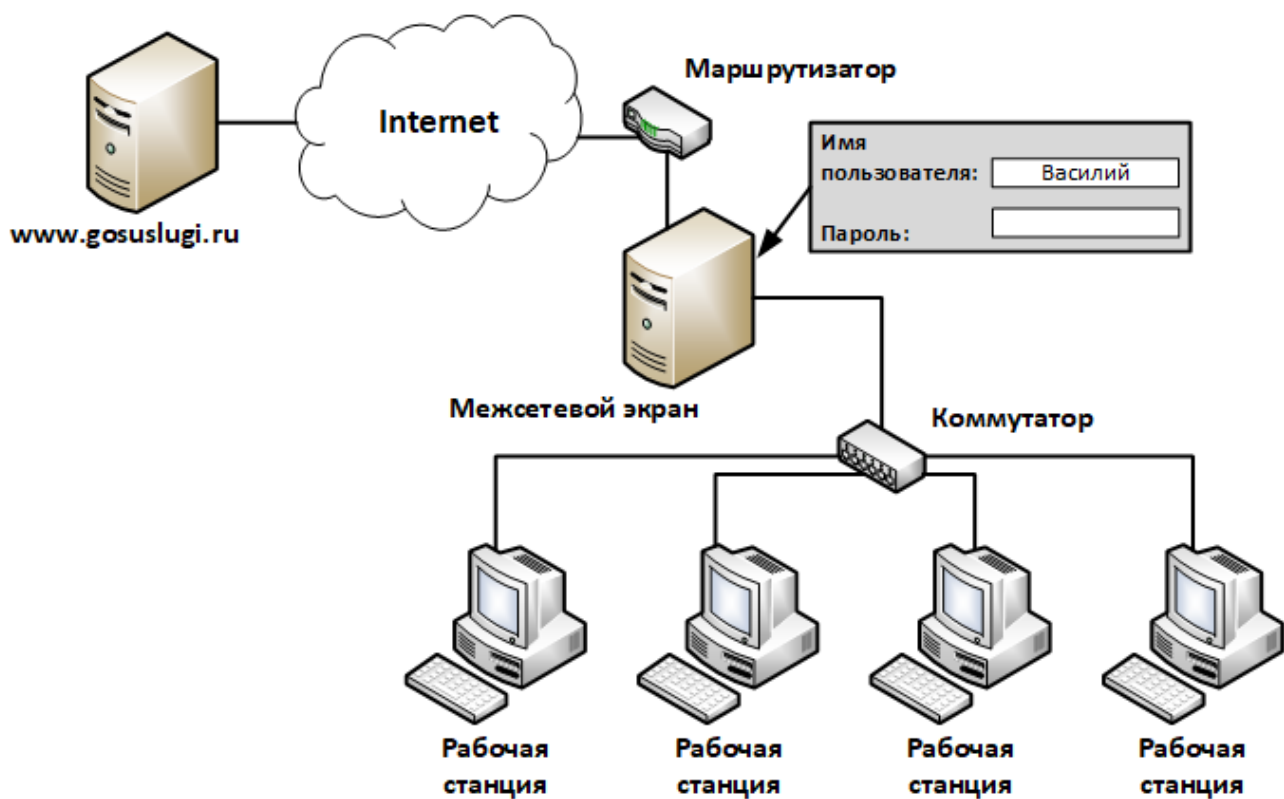 Internet
Маршрутизатор
www.gosuslugi.ru
Имя
пользователя:
Василий
Пароль:
Межсетевой экран
Коммутатор
Рабочая
станция
Рабочая
станция
Рабочая
станция
Рабочая
станция